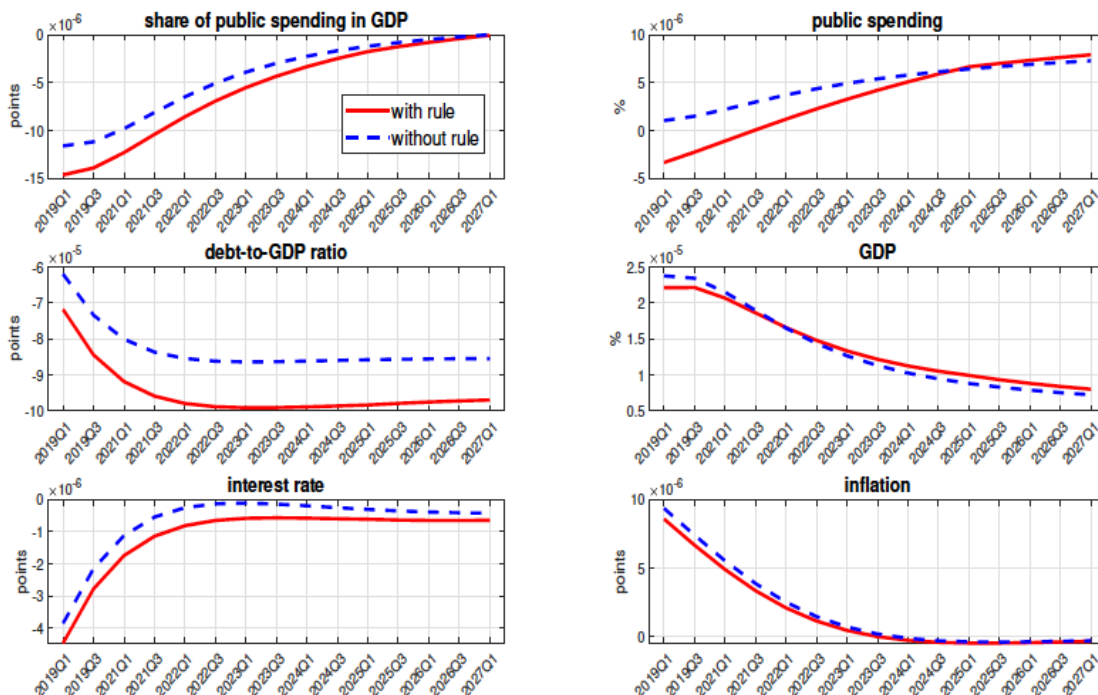 share of public spending in GDP
×10^-6
0
-5
-10
-15
points
with rule
without rule
2019Q1 2019Q3 2021Q1 2021Q3 2022Q1 2022Q3 2023Q1 2023Q3 2024Q1 2024Q3 2025Q1 2025Q3 2026Q1 2026Q3 2027Q1
public spending
×10^-6
10
5
0
-5
%
2019Q1 2019Q3 2021Q1 2021Q3 2022Q1 2022Q3 2023Q1 2023Q3 2024Q1 2024Q3 2025Q1 2025Q3 2026Q1 2026Q3 2027Q1
debt-to-GDP ratio
×10^-5
-6
-7
-8
-9
-10
points
2019Q1 2019Q3 2021Q1 2021Q3 2022Q1 2022Q3 2023Q1 2023Q3 2024Q1 2024Q3 2025Q1 2025Q3 2026Q1 2026Q3 2027Q1
GDP
×10^-5
2.5
2
1.5
1
0.5
%
2019Q1 2019Q3 2021Q1 2021Q3 2022Q1 2022Q3 2023Q1 2023Q3 2024Q1 2024Q3 2025Q1 2025Q3 2026Q1 2026Q3 2027Q1
interest rate
×10^-6
0
-1
-2
-3
-4
points
2019Q1 2019Q3 2021Q1 2021Q3 2022Q1 2022Q3 2023Q1 2023Q3 2024Q1 2024Q3 2025Q1 2025Q3 2026Q1 2026Q3 2027Q1
inflation
×10^-6
10
5
0
points
2019Q1 2019Q3 2021Q1 2021Q3 2022Q1 2022Q3 2023Q1 2023Q3 2024Q1 2024Q3 2025Q1 2025Q3 2026Q1 2026Q3 2027Q1